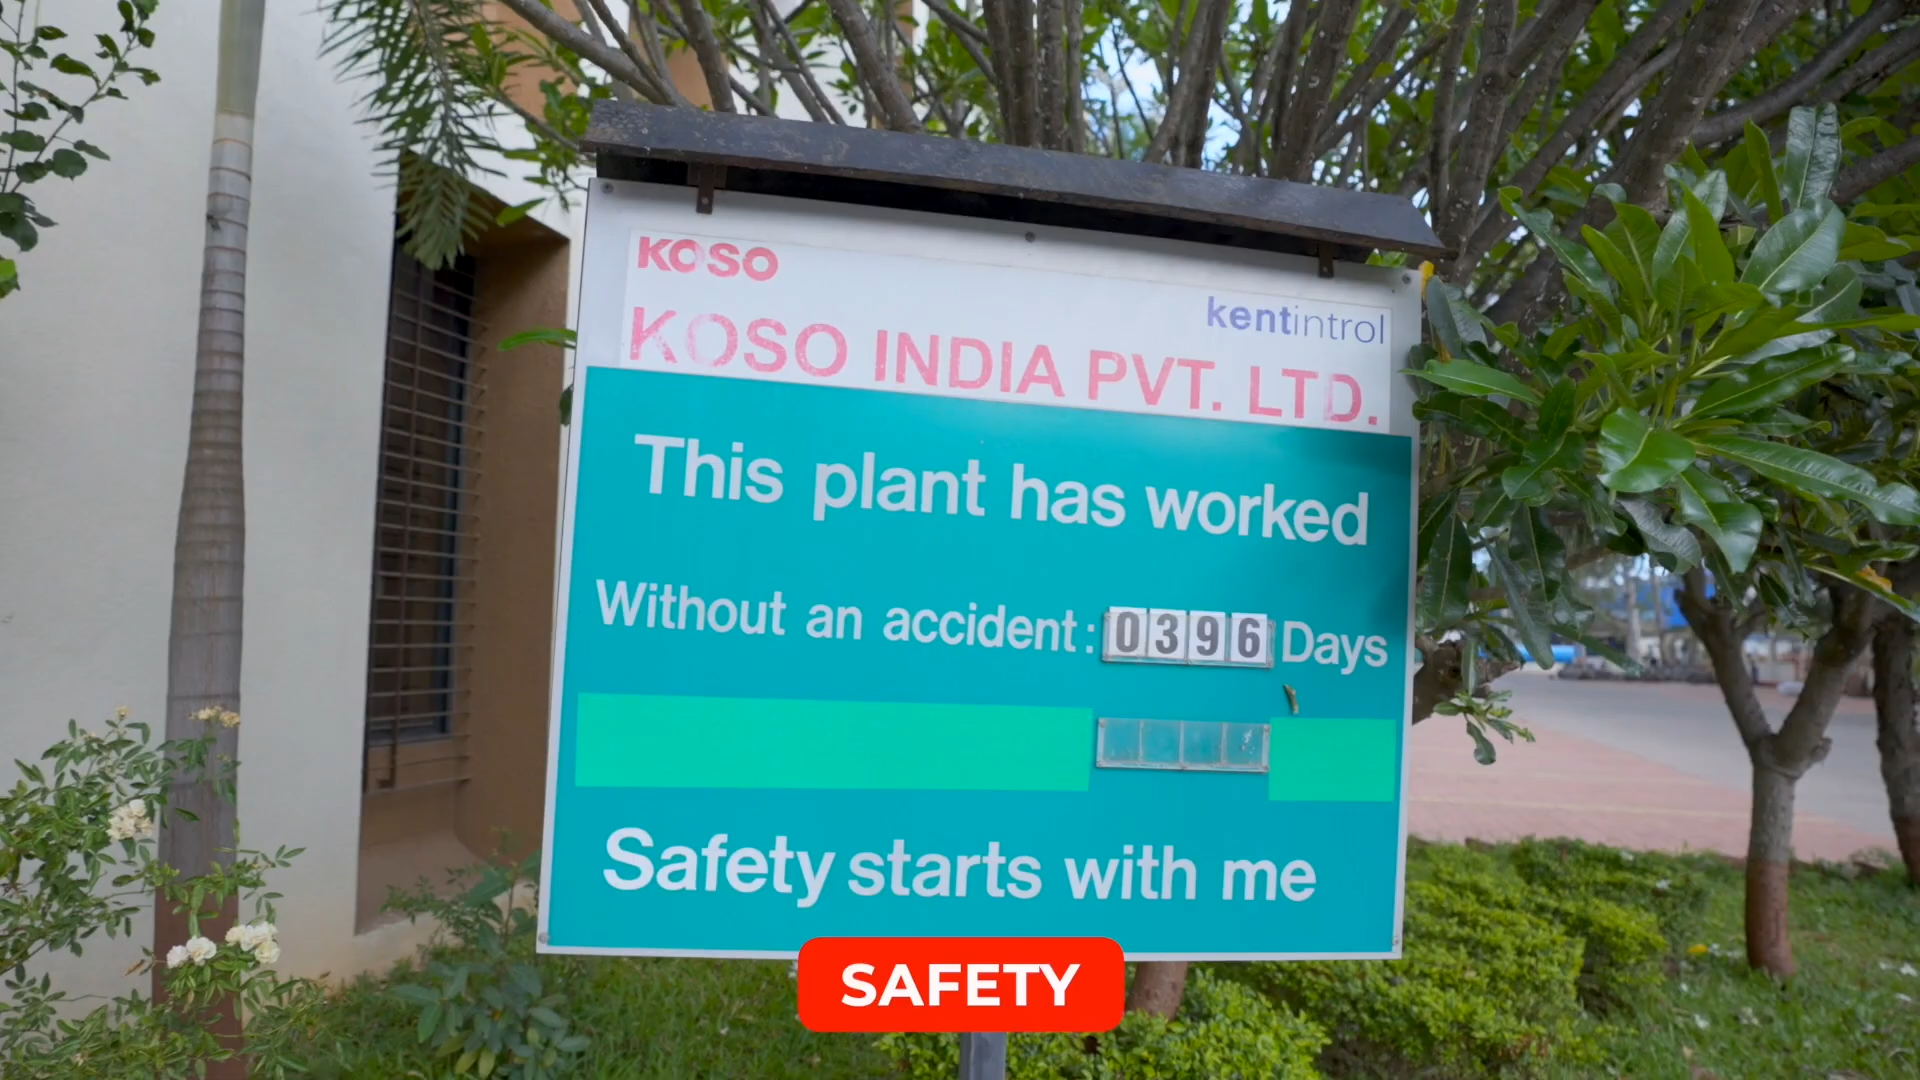 KOSO
kentintrol
KOSO INDIA PVT. LTD.
This plant has worked
Without an accident: 0396 Days
Safety starts with me
SAFETY